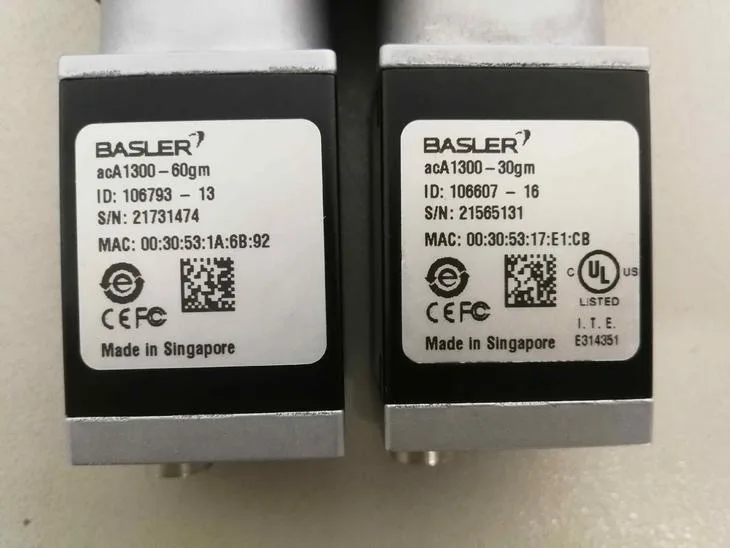 BASLER
acA1300-60gm
ID: 106793 - 13
S/N: 21731474
MAC: 00:30:53:1A:6B:92
e
CE FC
Made in Singapore
BASLER
acA1300-30gm
ID: 106607 - 16
S/N: 21565131
MAC: 00:30:53:17:E1:CB
e
C UL US
LISTED
CE FC
I. T. E.
Made in Singapore
E314351